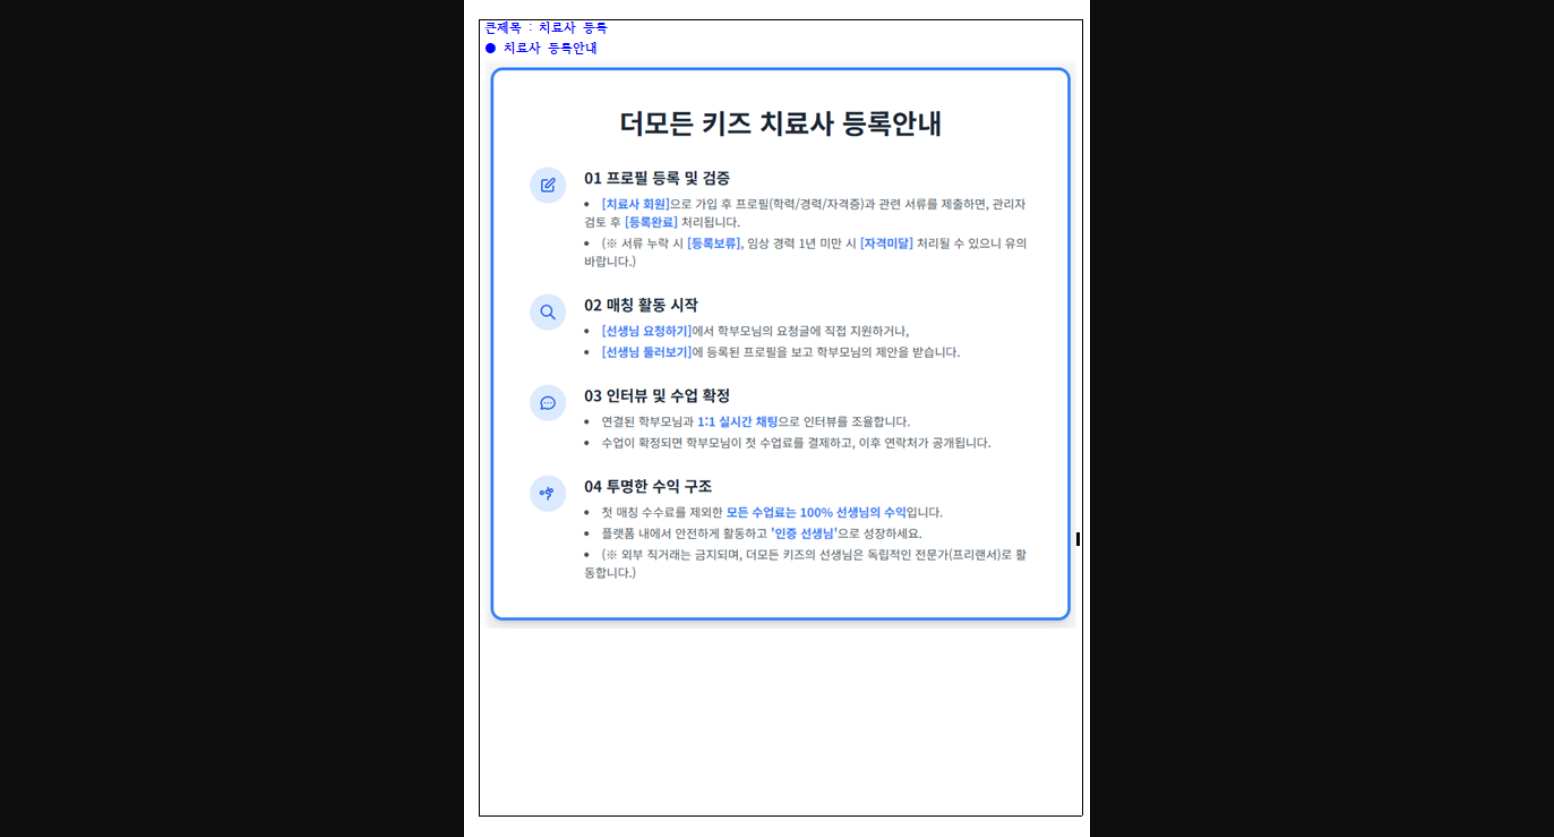 큰제목 : 치료사 등록
● 치료사 등록안내
더모든 키즈 치료사 등록안내
01 프로필 등록 및 검증
• [치료사 회원]으로 가입 후 프로필(학력/경력/자격증)과 관련 서류를 제출하면, 관리자
검토 후 [등록완료] 처리됩니다.
• (※ 서류 누락 시 [등록보류], 임상 경력 1년 미만 시 [자격미달] 처리될 수 있으니 유의
바랍니다.)
02 매칭 활동 시작
• [선생님 요청하기]에서 학부모님의 요청글에 직접 지원하거나,
• [선생님 둘러보기]에 등록된 프로필을 보고 학부모님의 제안을 받습니다.
03 인터뷰 및 수업 확정
• 연결된 학부모님과 1:1 실시간 채팅으로 인터뷰를 조율합니다.
• 수업이 확정되면 학부모님이 첫 수업료를 결제하고, 이후 연락처가 공개됩니다.
04 투명한 수익 구조
• 첫 매칭 수수료를 제외한 모든 수업료는 100% 선생님의 수익입니다.
• 플랫폼 내에서 안전하게 활동하고 '인증 선생님'으로 성장하세요.
• (※ 외부 직거래는 금지되며, 더모든 키즈의 선생님은 독립적인 전문가(프리랜서)로 활
동합니다.)